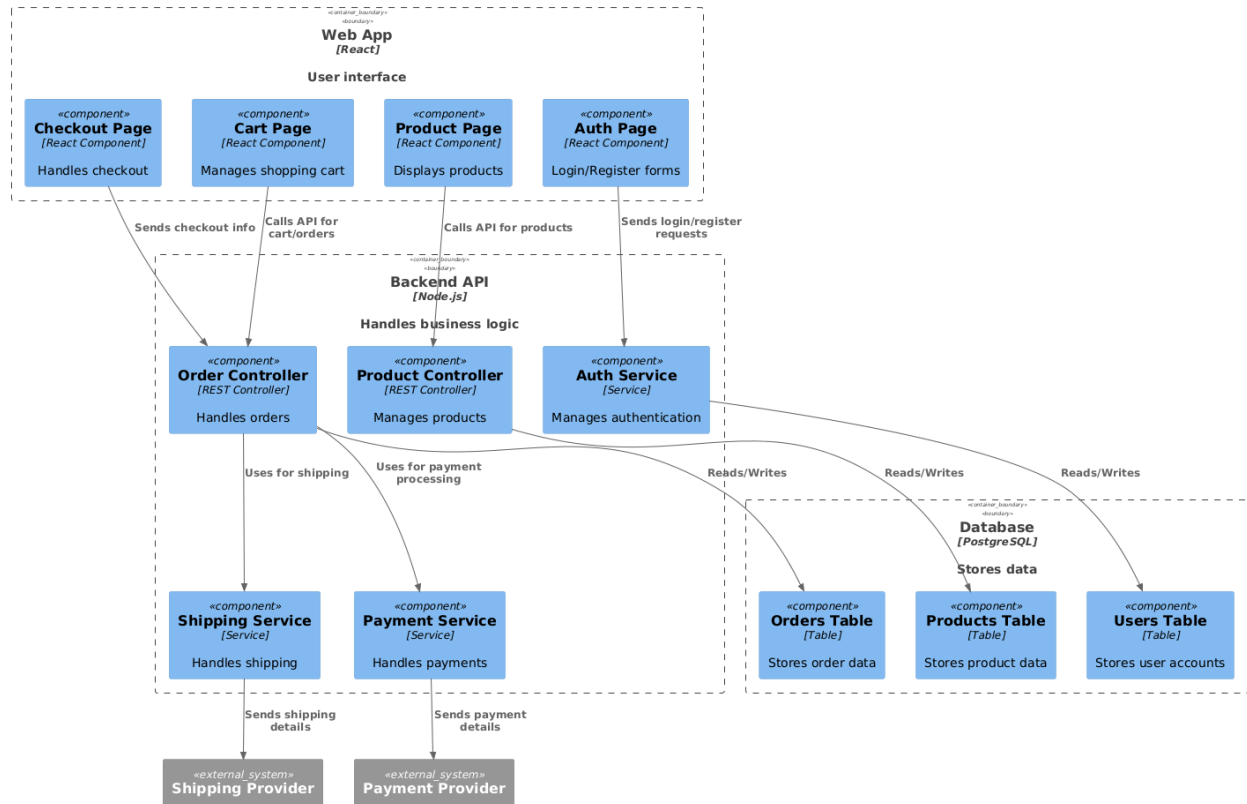 «container_boundary»
«boundary»
Web App
[React]
User interface
«component»
Checkout Page
[React Component]
Handles checkout
«component»
Cart Page
[React Component]
Manages shopping cart
«component»
Product Page
[React Component]
Displays products
«component»
Auth Page
[React Component]
Login/Register forms
Sends checkout info
Calls API for
cart/orders
Calls API for products
Sends login/register
requests
«container_boundary»
«boundary»
Backend API
[Node.js]
Handles business logic
«component»
Order Controller
[REST Controller]
Handles orders
«component»
Product Controller
[REST Controller]
Manages products
«component»
Auth Service
[Service]
Manages authentication
Uses for shipping
Uses for payment
processing
Reads/Writes
Reads/Writes
Reads/Writes
«container_boundary»
«boundary»
Database
[PostgreSQL]
Stores data
«component»
Shipping Service
[Service]
Handles shipping
«component»
Payment Service
[Service]
Handles payments
«component»
Orders Table
[Table]
Stores order data
«component»
Products Table
[Table]
Stores product data
«component»
Users Table
[Table]
Stores user accounts
Sends shipping
details
Sends payment
details
«external_system»
Shipping Provider
«external_system»
Payment Provider